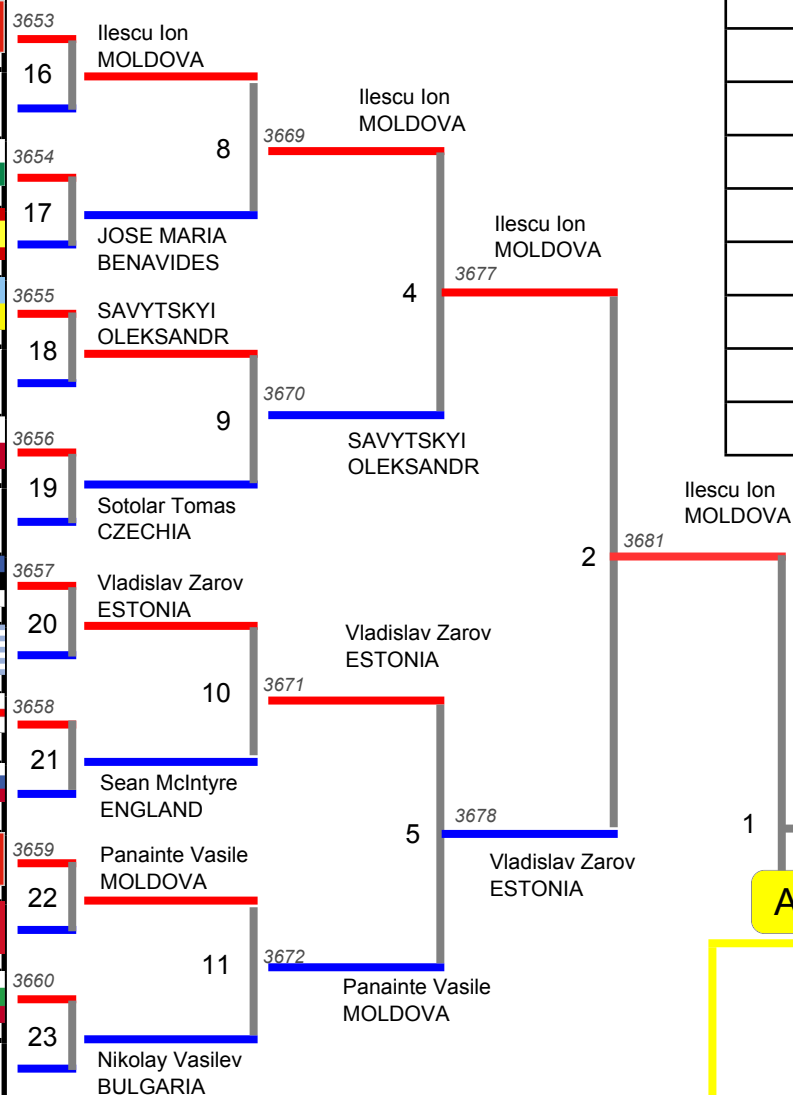 3653
Ilescu Ion
MOLDOVA
16
3654
17
8
JOSE MARIA
BENAVIDES
3669
Ilescu Ion
MOLDOVA
3655
SAVYTSKYI
OLEKSANDR
18
3656
19
9
Sotolar Tomas
CZECHIA
3670
SAVYTSKYI
OLEKSANDR
4
3677
Ilescu Ion
MOLDOVA
3657
Vladislav Zarov
ESTONIA
20
3658
21
10
Sean McIntyre
ENGLAND
3671
Vladislav Zarov
ESTONIA
3659
Panainte Vasile
MOLDOVA
22
3660
23
11
Nikolay Vasilev
BULGARIA
3672
Panainte Vasile
MOLDOVA
5
3678
Vladislav Zarov
ESTONIA
2
3681
Ilescu Ion
MOLDOVA
1
A